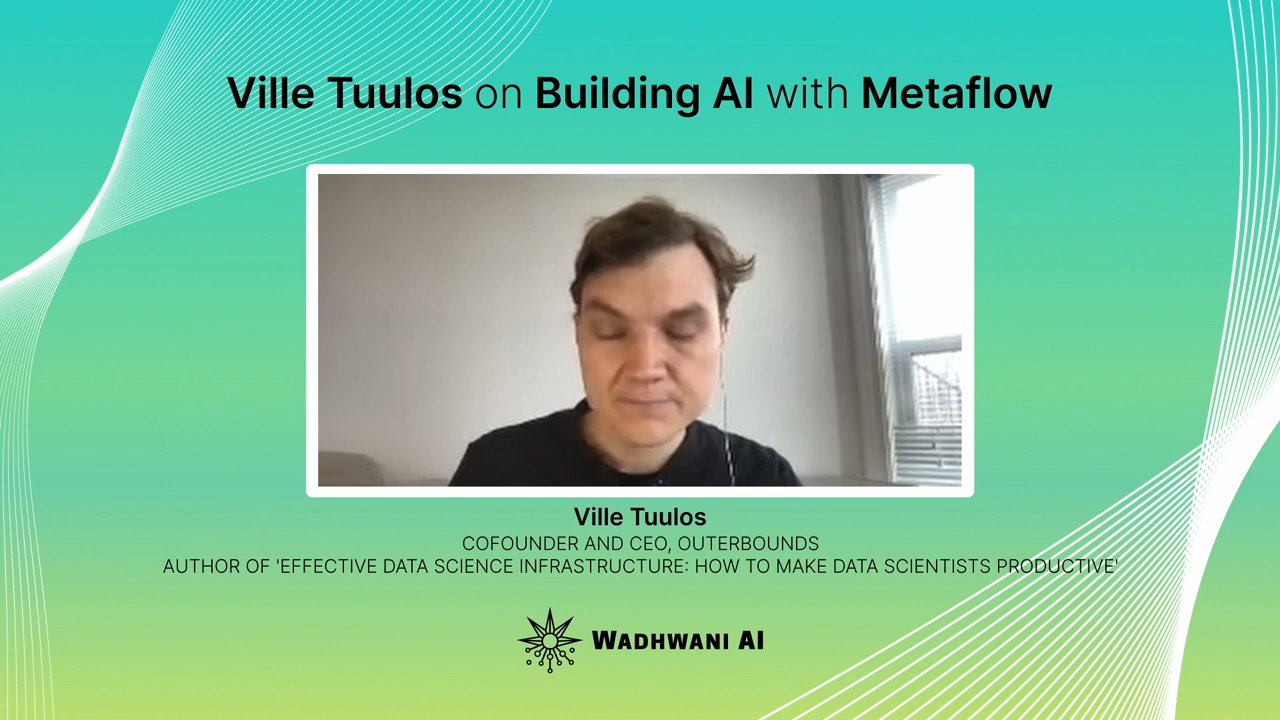 Ville Tuulos on Building AI with Metaflow
Ville Tuulos
COFOUNDER AND CEO, OUTERBOUNDS
AUTHOR OF 'EFFECTIVE DATA SCIENCE INFRASTRUCTURE: HOW TO MAKE DATA SCIENTISTS PRODUCTIVE'
WADHWANI AI